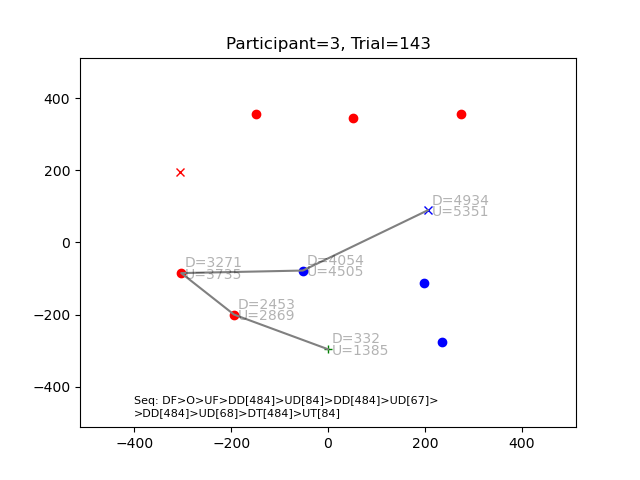 Participant=3, Trial=143
400
200
0
−200
−400
−400
−200
0
200
400
D=4934
U=5351
D=4054
U=4505
D=3271
U=3735
D=2453
U=2869
D=332
U=1385
Seq: DF>O>UF>DD[484]>UD[84]>DD[484]>UD[67]>
>DD[484]>UD[68]>DT[484]>UT[84]